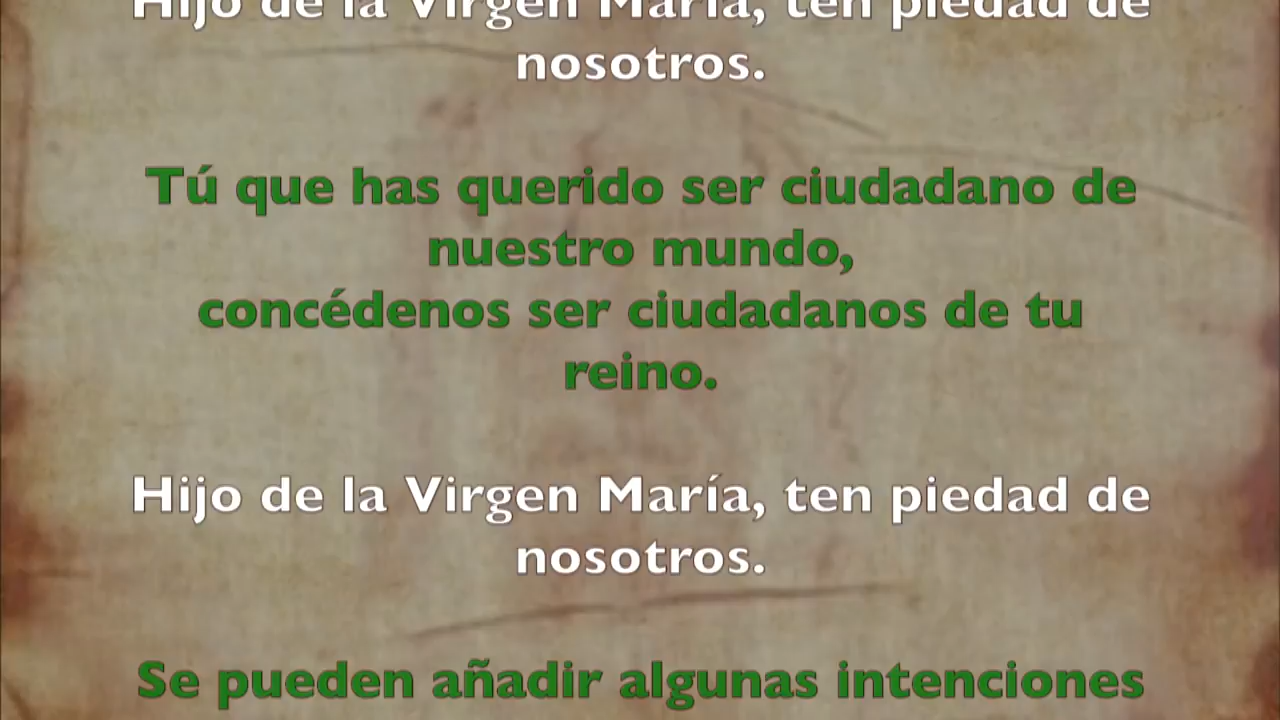 Hijo de la Virgen María, ten piedad de
nosotros.
Tú que has querido ser ciudadano de
nuestro mundo,
concédenos ser ciudadanos de tu
reino.
Hijo de la Virgen María, ten piedad de
nosotros.
Se pueden añadir algunas intenciones